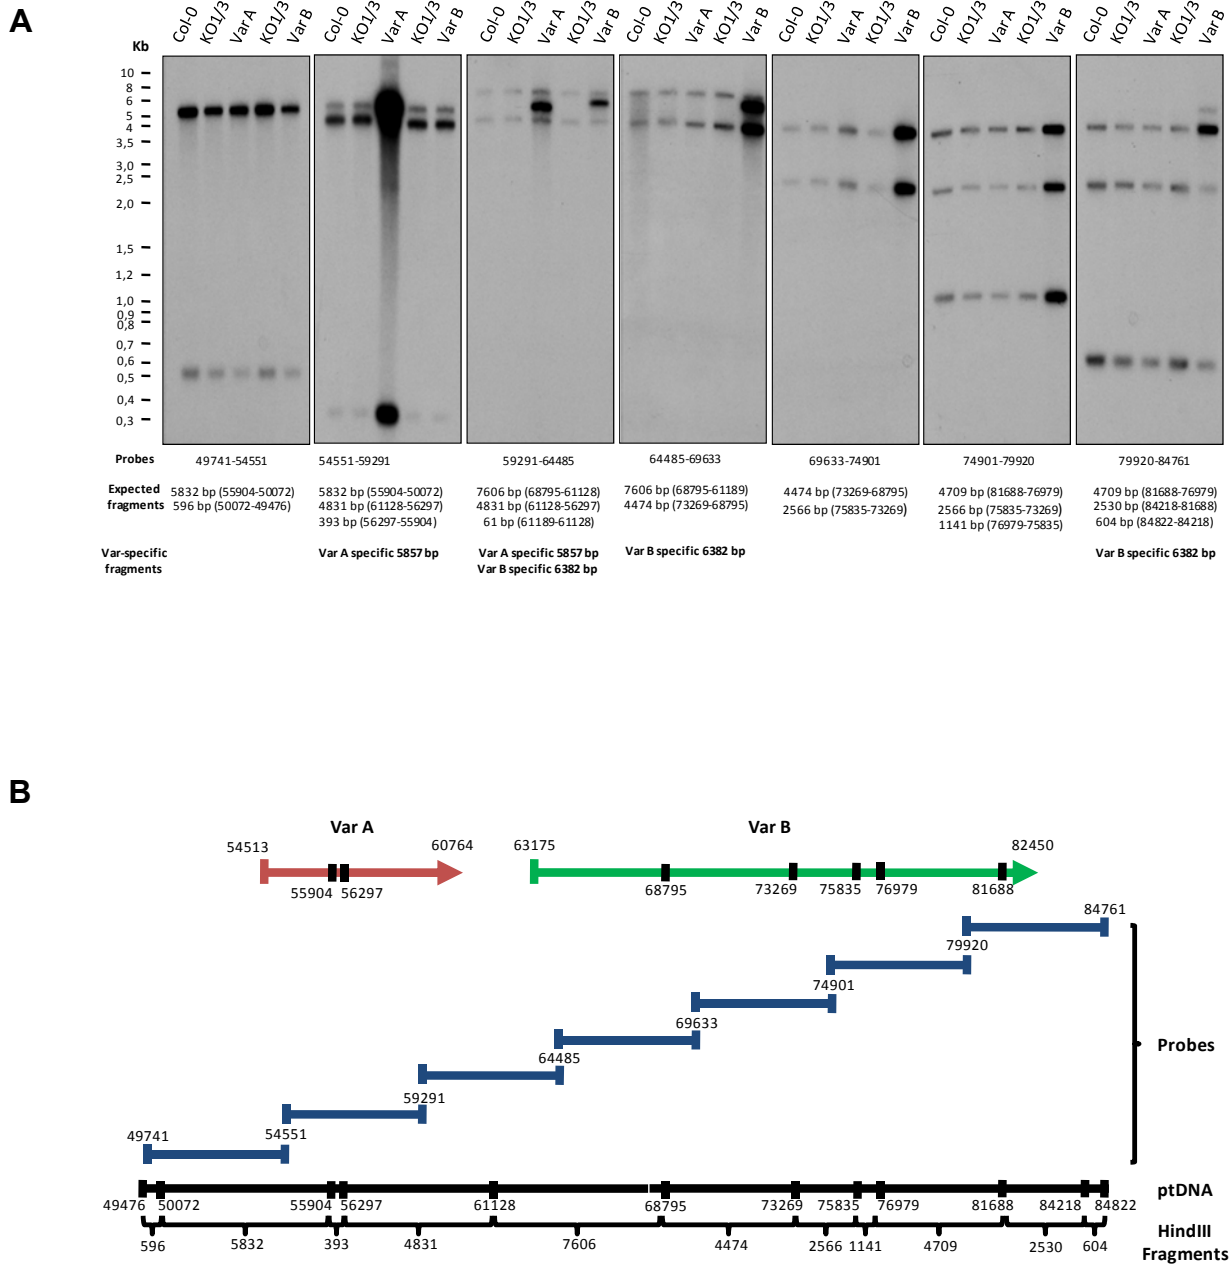 A
Col-0 KO1/3 Var A KO1/3 Var B
Col-0 KO1/3 Var A KO1/3 Var B
Col-0 KO1/3 Var A KO1/3 Var B
Col-0 KO1/3 Var A KO1/3 Var B
Col-0 KO1/3 Var A KO1/3 Var B
Col-0 KO1/3 Var A KO1/3 Var B
Col-0 KO1/3 Var A KO1/3 Var B
Kb
10
8
6
5
4
3,5
3,0
2,5
2,0
1,5
1,2
1,0
0,9
0,8
0,7
0,6
0,5
0,4
0,3
Probes 49741-54551 54551-59291 59291-64485 64485-69633 69633-74901 74901-79920 79920-84761
Expected fragments
5832 bp (55904-50072)
596 bp (50072-49476)
5832 bp (55904-50072)
4831 bp (61128-56297)
393 bp (56297-55904)
7606 bp (68795-61128)
4831 bp (61128-56297)
61 bp (61189-61128)
7606 bp (68795-61189)
4474 bp (73269-68795)
4474 bp (73269-68795)
2566 bp (75835-73269)
4709 bp (81688-76979)
2566 bp (75835-73269)
1141 bp (76979-75835)
4709 bp (81688-76979)
2530 bp (84218-81688)
604 bp (84822-84218)
Var-specific fragments
Var A specific 5857 bp
Var A specific 5857 bp
Var B specific 6382 bp
Var B specific 6382 bp
Var B specific 6382 bp
B
Var A
54513 60764
55904 56297
Var B
63175 82450
68795 73269 75835 76979 81688
84761
79920
74901
69633
64485
59291
54551
49741
Probes
ptDNA
49476 50072 55904 56297 61128 68795 73269 75835 76979 81688 84218 84822
HindIII
Fragments
596 5832 393 4831 7606 4474 2566 1141 4709 2530 604